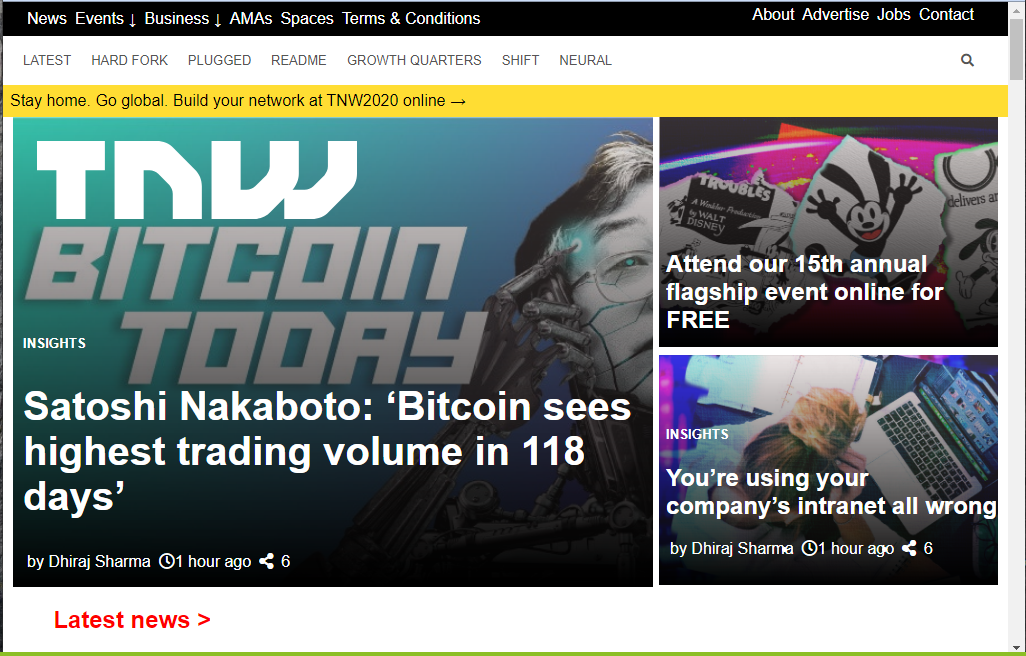 News Events ↓ Business ↓ AMAs Spaces Terms & Conditions
About Advertise Jobs Contact
LATEST HARD FORK PLUGGED README GROWTH QUARTERS SHIFT NEURAL
Stay home. Go global. Build your network at TNW2020 online →
TNW
BITCOIN
TODAY
INSIGHTS
Satoshi Nakaboto: ‘Bitcoin sees
highest trading volume in 118
days’
by Dhiraj Sharma 1 hour ago 6
TROUBLES
A Winkler Production
by WALT
DISNEY
delivers
Attend our 15th annual
flagship event online for
FREE
INSIGHTS
You’re using your
company’s intranet all wrong
by Dhiraj Sharma 1 hour ago 6
Latest news >